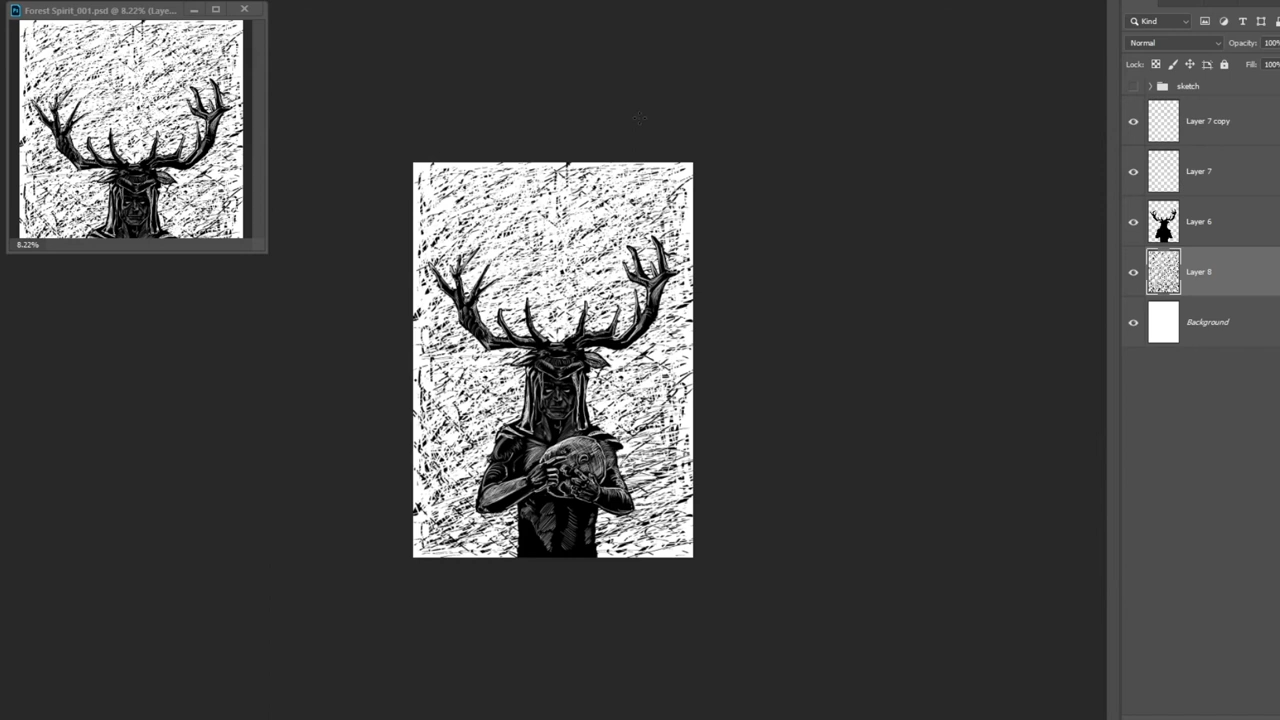 Ps Forest Spirit_001.psd @ 8.22% (Laye...
8.22%
Kind
Normal Opacity: 100%
Lock: Fill: 100%
sketch
Layer 7 copy
Layer 7
Layer 6
Layer 8
Background